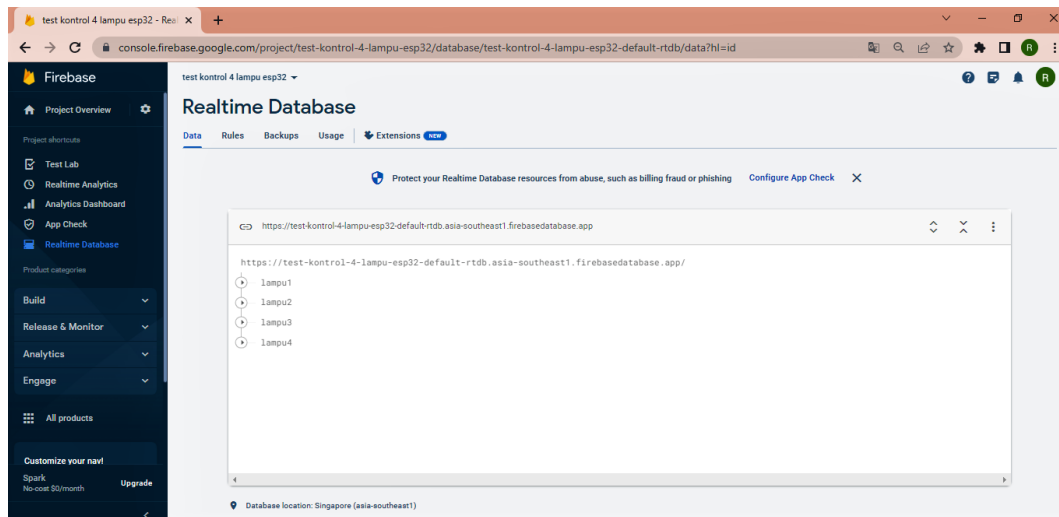 test kontrol 4 lampu esp32 - Real
console.firebase.google.com/project/test-kontrol-4-lampu-esp32/database/test-kontrol-4-lampu-esp32-default-rtdb/data?hl=id
R
Firebase
test kontrol 4 lampu esp32
R
Project Overview
Realtime Database
Project shortcuts
Data Rules Backups Usage Extensions NEW
Test Lab
Realtime Analytics
Analytics Dashboard
App Check
Realtime Database
Product categories
Build
Release & Monitor
Analytics
Engage
All products
Customize your nav!
Spark
No-cost $0/month
Upgrade
Protect your Realtime Database resources from abuse, such as billing fraud or phishing Configure App Check
https://test-kontrol-4-lampu-esp32-default-rtdb.asia-southeast1.firebasedatabase.app
https://test-kontrol-4-lampu-esp32-default-rtdb.asia-southeast1.firebasedatabase.app/
lampu1
lampu2
lampu3
lampu4
Database location: Singapore (asia-southeast1)